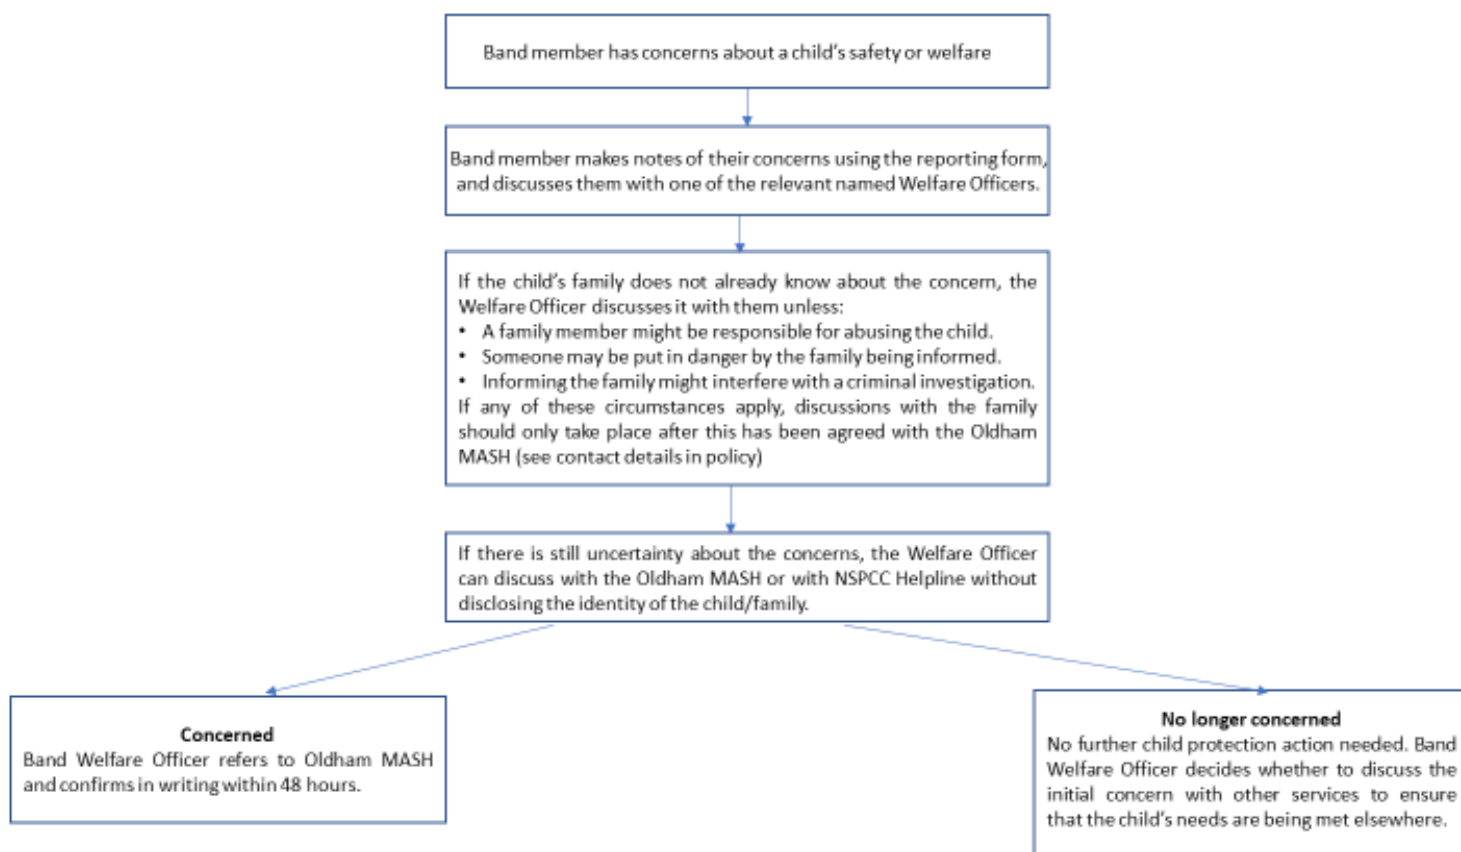 Band member has concerns about a child's safety or welfare
Band member makes notes of their concerns using the reporting form,
and discusses them with one of the relevant named Welfare Officers.
If the child's family does not already know about the concern, the
Welfare Officer discusses it with them unless:
• A family member might be responsible for abusing the child.
• Someone may be put in danger by the family being informed.
• Informing the family might interfere with a criminal investigation.
If any of these circumstances apply, discussions with the family
should only take place after this has been agreed with the Oldham
MASH (see contact details in policy)
If there is still uncertainty about the concerns, the Welfare Officer
can discuss with the Oldham MASH or with NSPCC Helpline without
disclosing the identity of the child/family.
Concerned
Band Welfare Officer refers to Oldham MASH
and confirms in writing within 48 hours.
No longer concerned
No further child protection action needed. Band
Welfare Officer decides whether to discuss the
initial concern with other services to ensure
that the child's needs are being met elsewhere.